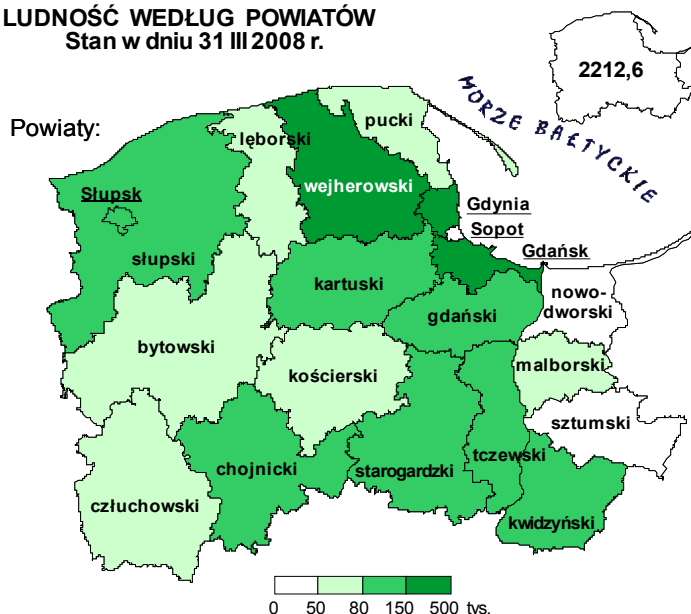 LUDNOŚĆ WEDŁUG POWIATÓW
Stan w dniu 31 III 2008 r.
2212,6
MORZE BAŁTYCKIE
Powiaty:
pucki
lęborski
wejherowski
Słupsk
Gdynia
Sopot
Gdańsk
słupski
kartuski
nowo-
dworski
gdański
bytowski
malborski
kościerski
sztumski
chojnicki
starogardzki
tczewski
człuchowski
kwidzyński
0 50 80 150 500 tys.